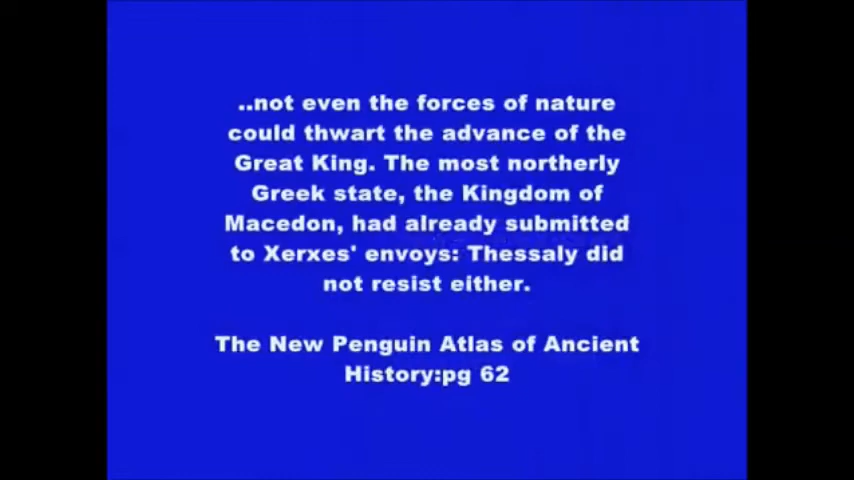 ..not even the forces of nature
could thwart the advance of the
Great King. The most northerly
Greek state, the Kingdom of
Macedon, had already submitted
to Xerxes' envoys: Thessaly did
not resist either.
The New Penguin Atlas of Ancient
History:pg 62